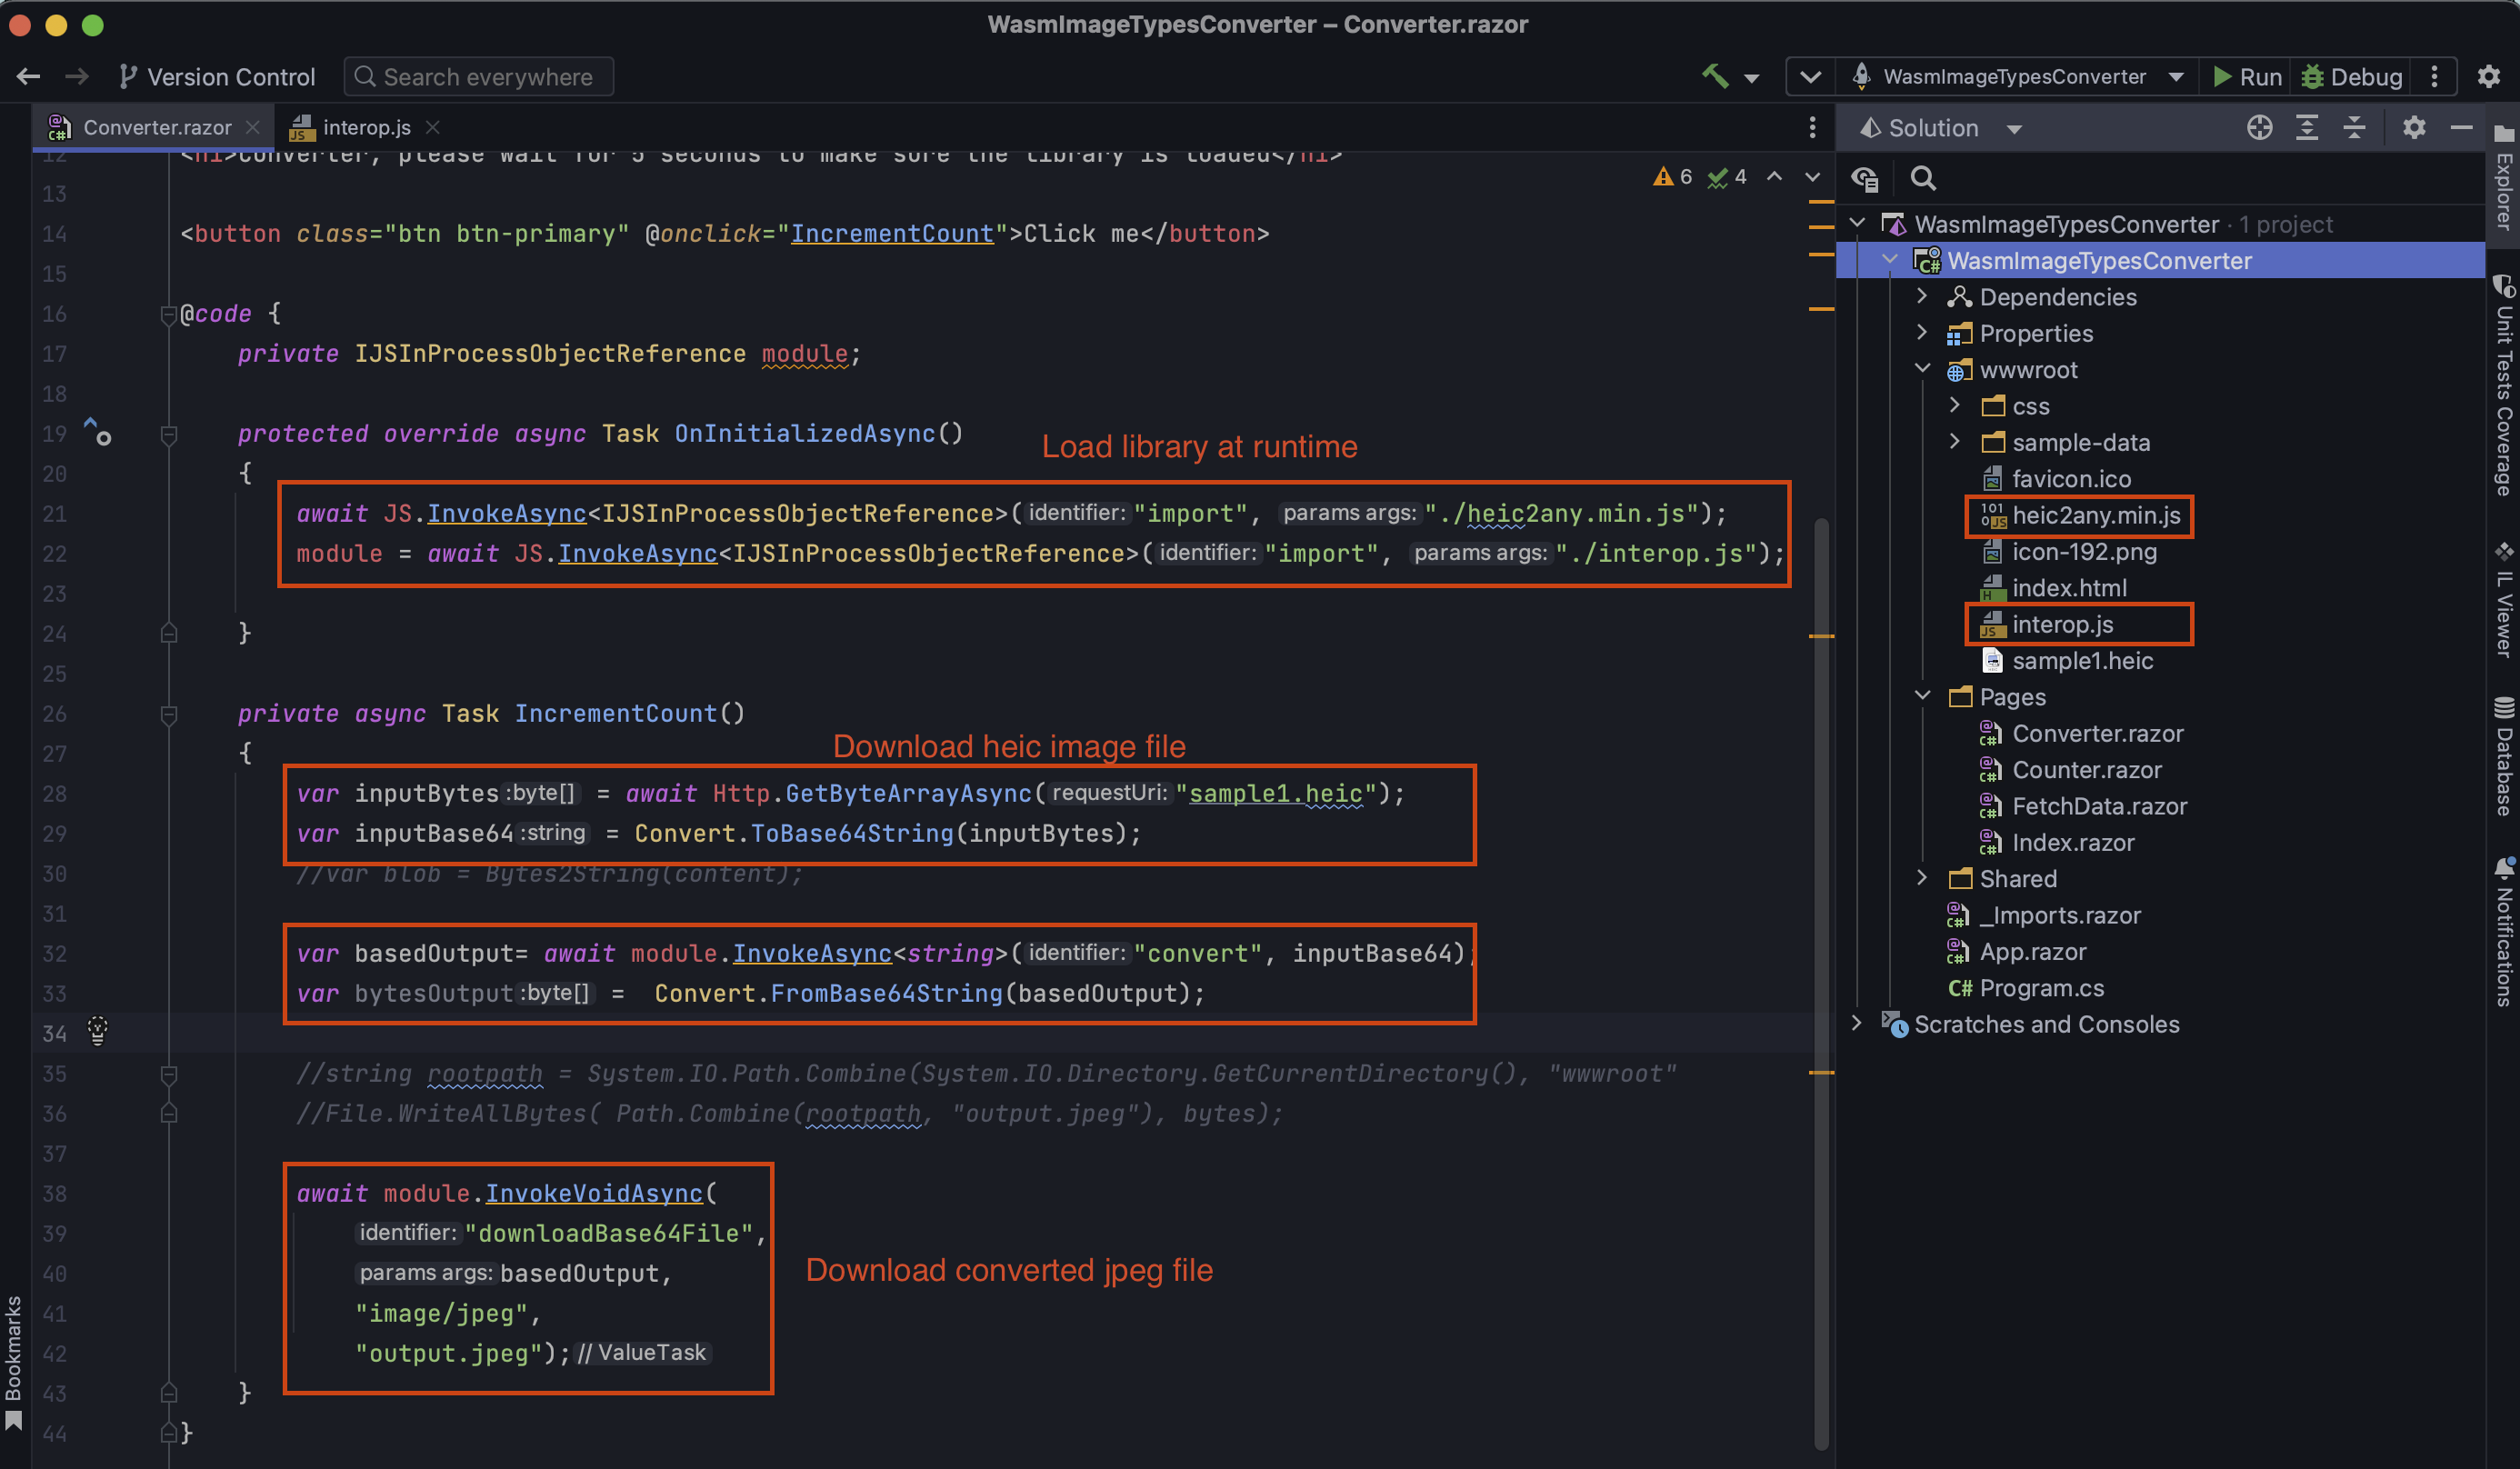 WasmImageTypesConverter – Converter.razor
Version Control
Search everywhere
WasmImageTypesConverter
Run
Debug
Converter.razor
interop.js
6
4
12 <h1>Converter, please wait for 5 seconds to make sure the library is loaded</h1>
13
14 <button class="btn btn-primary" @onclick="IncrementCount">Click me</button>
15
16 @code {
17 private IJSInProcessObjectReference module;
18
19 protected override async Task OnInitializedAsync()
Load library at runtime
20 {
21 await JS.InvokeAsync<IJSInProcessObjectReference>( identifier: "import", params args: "./heic2any.min.js");
22 module = await JS.InvokeAsync<IJSInProcessObjectReference>( identifier: "import", params args: "./interop.js");
23
24 }
25
26 private async Task IncrementCount()
Download heic image file
27 {
28 var inputBytes :byte[] = await Http.GetByteArrayAsync( requestUri: "sample1.heic");
29 var inputBase64 :string = Convert.ToBase64String(inputBytes);
30 //var blob = Bytes2String(content);
31
32 var basedOutput= await module.InvokeAsync<string>( identifier: "convert", inputBase64);
33 var bytesOutput :byte[] = Convert.FromBase64String(basedOutput);
34
35 //string rootpath = System.IO.Path.Combine(System.IO.Directory.GetCurrentDirectory(), "wwwroot"
36 //File.WriteAllBytes( Path.Combine(rootpath, "output.jpeg"), bytes);
37
38 await module.InvokeVoidAsync(
39 identifier: "downloadBase64File",
40 params args: basedOutput,
Download converted jpeg file
41 "image/jpeg",
42 "output.jpeg"); // ValueTask
43 }
44 }
Bookmarks
Solution
WasmImageTypesConverter · 1 project
WasmImageTypesConverter
Dependencies
Properties
wwwroot
css
sample-data
favicon.ico
heic2any.min.js
icon-192.png
index.html
interop.js
sample1.heic
Pages
Converter.razor
Counter.razor
FetchData.razor
Index.razor
Shared
_Imports.razor
App.razor
C# Program.cs
Scratches and Consoles
Explorer
Unit Tests Coverage
IL Viewer
Database
Notifications